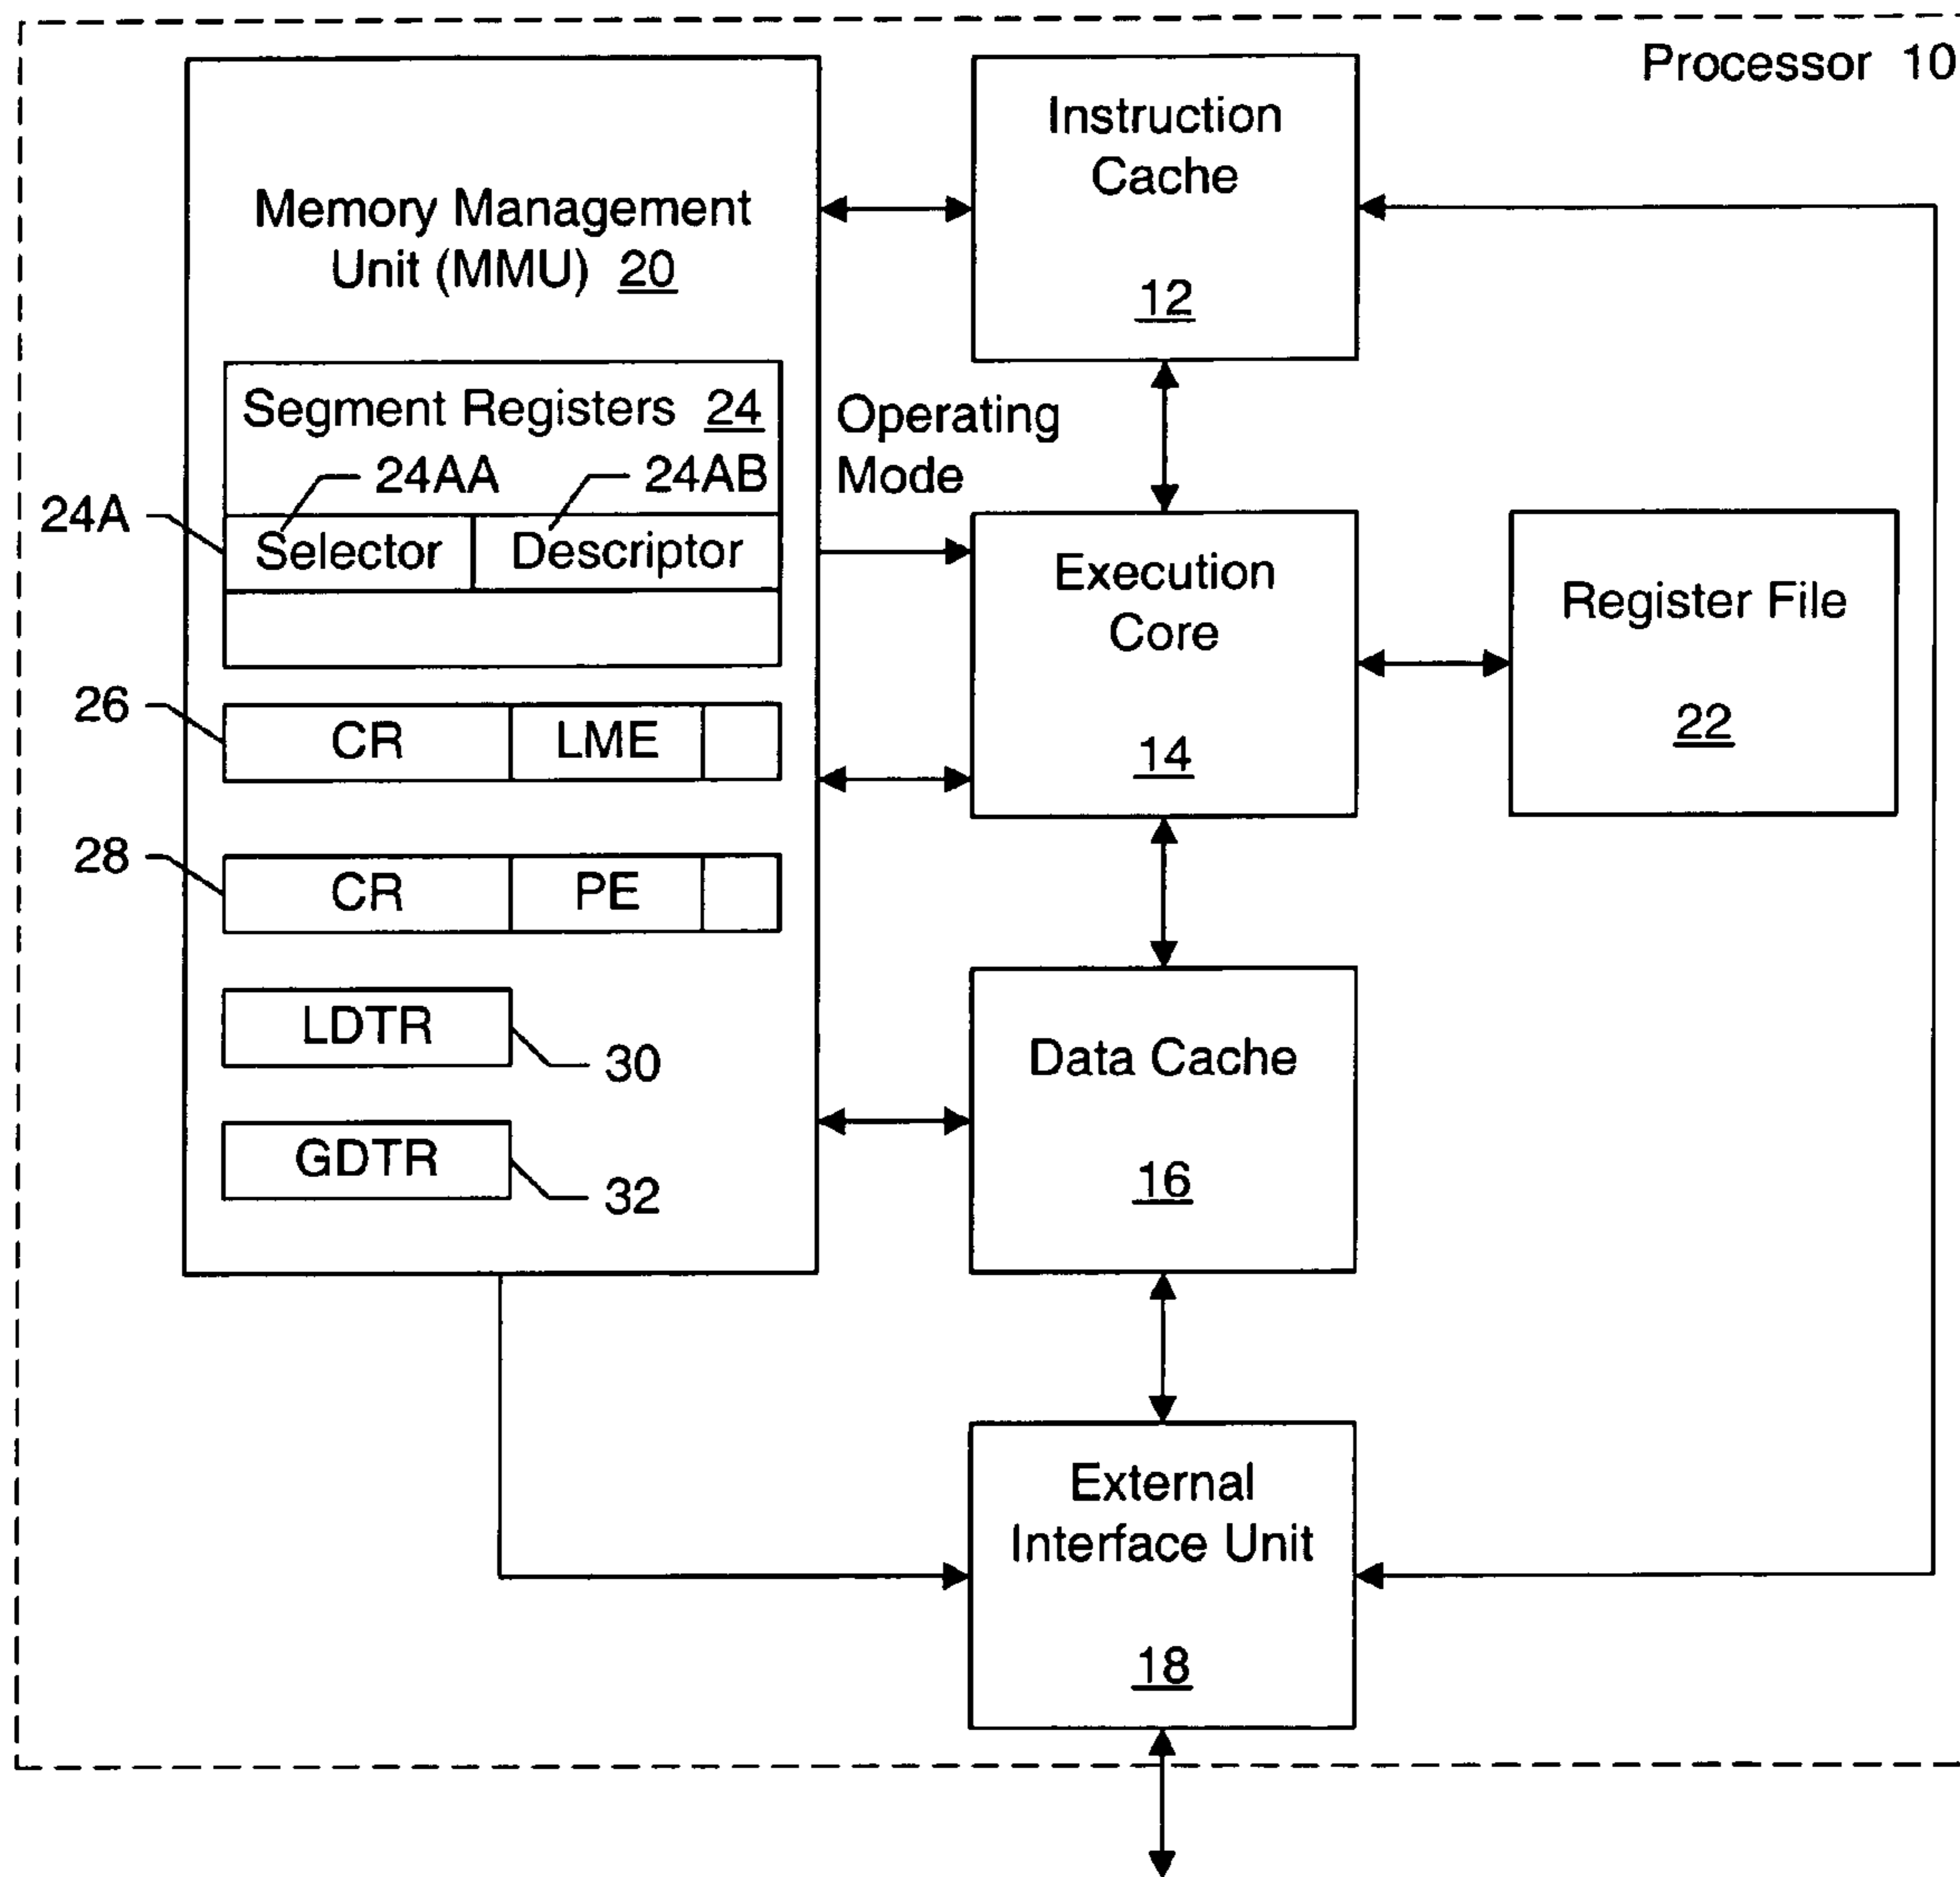 Processor 10
Instruction
Cache
12
Memory Management
Unit (MMU) 20
Segment Registers 24
24AA
24AB
24A
Selector
Descriptor
Operating
Mode
Execution
Core
14
Register File
22
26
CR
LME
28
CR
PE
LDTR
30
GDTR
32
Data Cache
16
External
Interface Unit
18